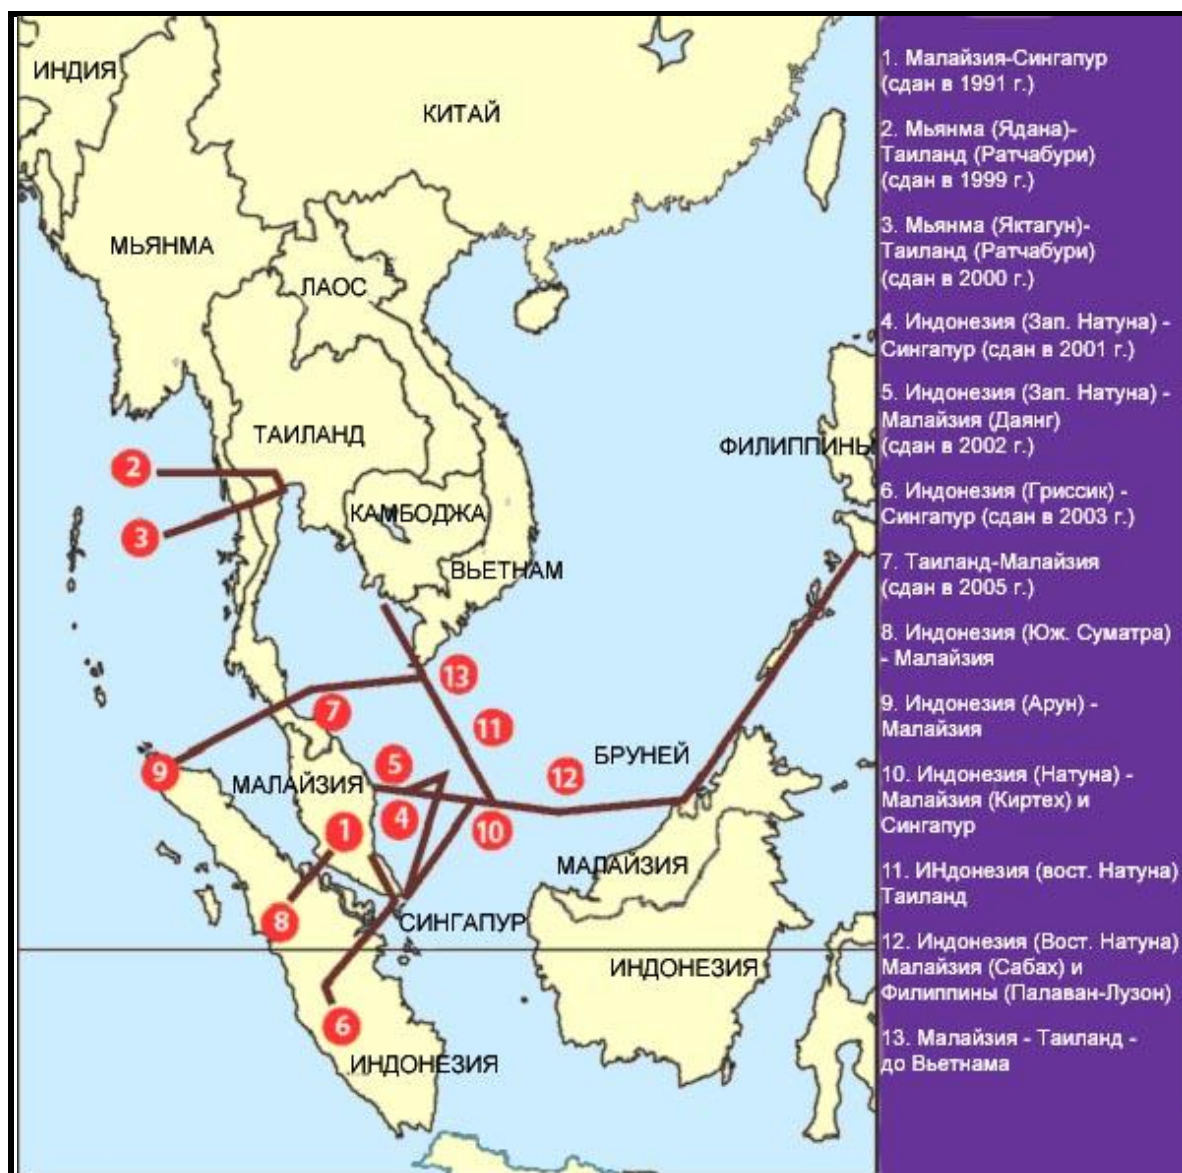 ИНДИЯ
КИТАЙ
МЬЯНМА
ЛАОС
ТАИЛАНД
ФИЛИППИНЫ
2
КАМБОДЖА
3
ВЬЕТНАМ
13
7
11
БРУНЕЙ
9
МАЛАЙЗИЯ
5
12
4
10
1
МАЛАЙЗИЯ
8
СИНГАПУР
ИНДОНЕЗИЯ
6
ИНДОНЕЗИЯ
1. Малайзия-Сингапур
(сдан в 1991 г.)
2. Мьянма (Ядана)-
Таиланд (Ратчабури)
(сдан в 1999 г.)
3. Мьянма (Яктагун)-
Таиланд (Ратчабури)
(сдан в 2000 г.)
4. Индонезия (Зап. Натуна) -
Сингапур (сдан в 2001 г.)
5. Индонезия (Зап. Натуна) -
Малайзия (Даянг)
(сдан в 2002 г.)
6. Индонезия (Гриссик) -
Сингапур (сдан в 2003 г.)
7. Таиланд-Малайзия
(сдан в 2005 г.)
8. Индонезия (Юж. Суматра)
- Малайзия
9. Индонезия (Арун) -
Малайзия
10. Индонезия (Натуна) -
Малайзия (Киртех) и
Сингапур
11. ИНдонезия (вост. Натуна)
Таиланд
12. Индонезия (Вост. Натуна)
Малайзия (Сабах) и
Филиппины (Палаван-Лузон)
13. Малайзия - Таиланд -
до Вьетнама